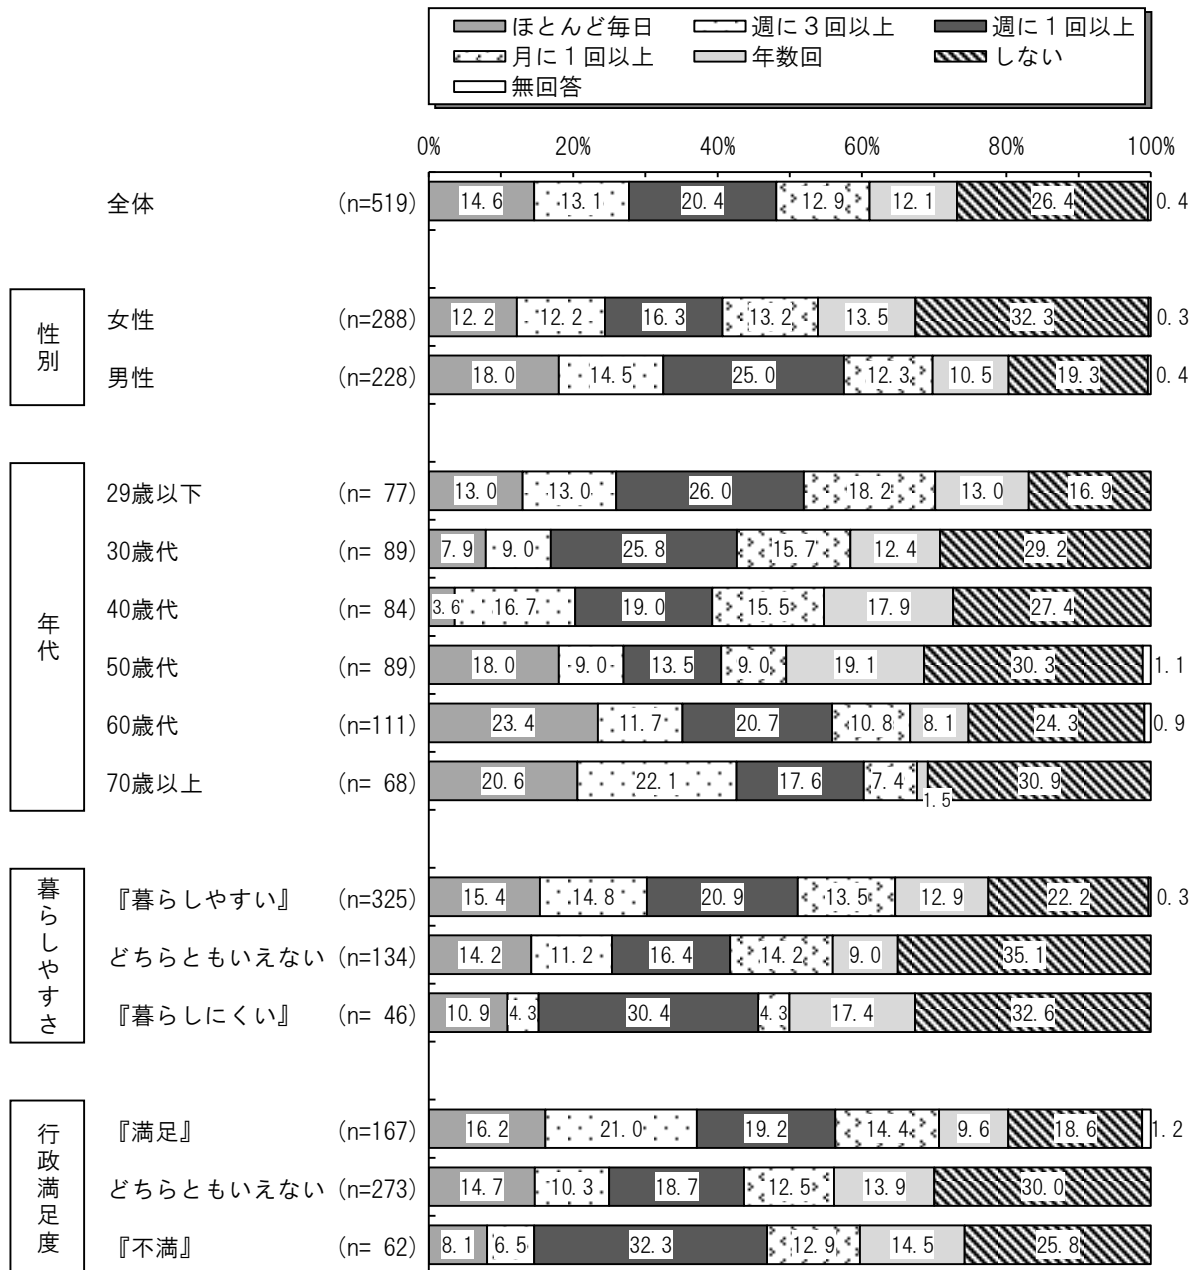 ほとんど毎日 週に３回以上 週に１回以上
月に１回以上 年数回 しない
無回答
0% 20% 40% 60% 80% 100%
全体 (n=519) 14.6 13.1 20.4 12.9 12.1 26.4 0.4
性別
女性 (n=288) 12.2 12.2 16.3 13.2 13.5 32.3 0.3
男性 (n=228) 18.0 14.5 25.0 12.3 10.5 19.3 0.4
年代
29歳以下 (n= 77) 13.0 13.0 26.0 18.2 13.0 16.9
30歳代 (n= 89) 7.9 9.0 25.8 15.7 12.4 29.2
40歳代 (n= 84) 3.6 16.7 19.0 15.5 17.9 27.4
50歳代 (n= 89) 18.0 9.0 13.5 9.0 19.1 30.3 1.1
60歳代 (n=111) 23.4 11.7 20.7 10.8 8.1 24.3 0.9
70歳以上 (n= 68) 20.6 22.1 17.6 7.4 1.5 30.9
暮らしやすさ
『暮らしやすい』 (n=325) 15.4 14.8 20.9 13.5 12.9 22.2 0.3
どちらともいえない (n=134) 14.2 11.2 16.4 14.2 9.0 35.1
『暮らしにくい』 (n= 46) 10.9 4.3 30.4 4.3 17.4 32.6
行政満足度
『満足』 (n=167) 16.2 21.0 19.2 14.4 9.6 18.6 1.2
どちらともいえない (n=273) 14.7 10.3 18.7 12.5 13.9 30.0
『不満』 (n= 62) 8.1 6.5 32.3 12.9 14.5 25.8